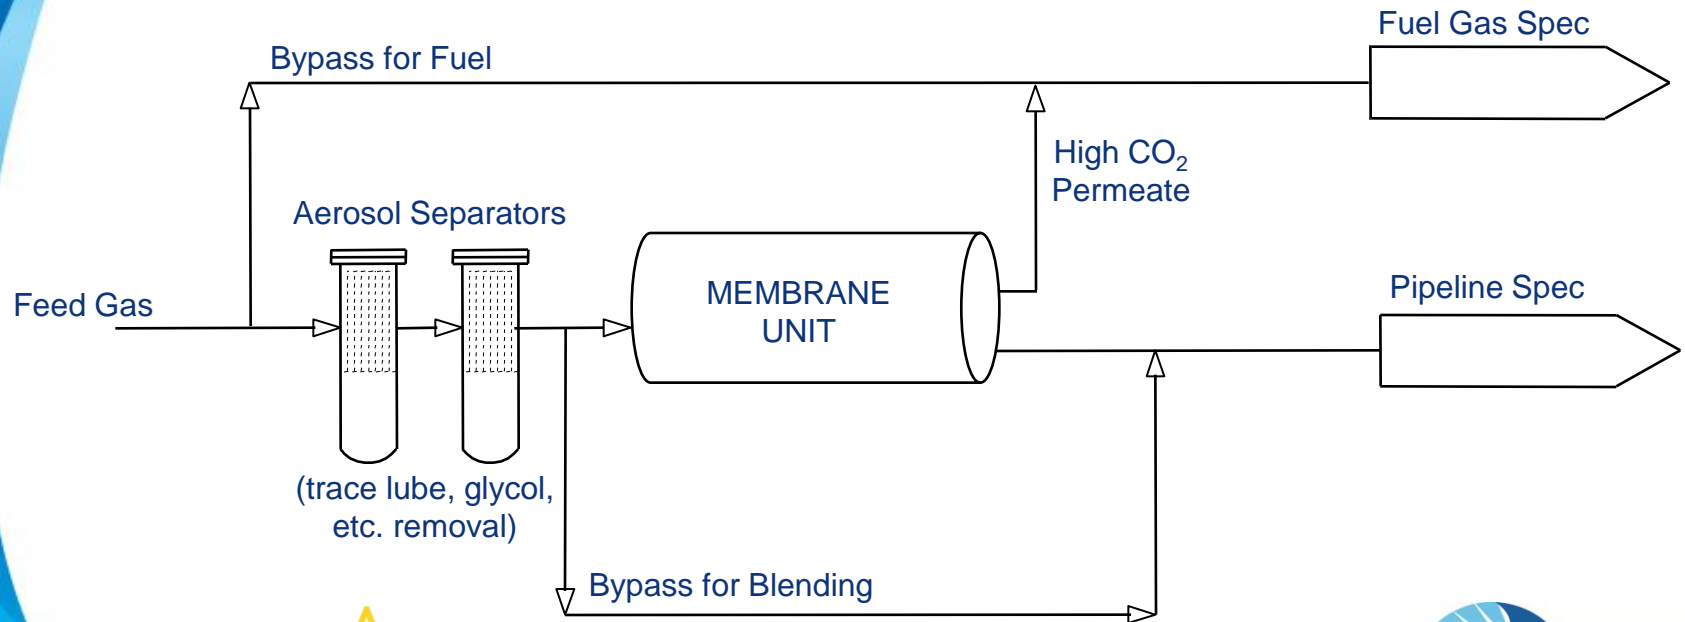 Fuel Gas Spec
Bypass for Fuel
High CO₂
Permeate
Aerosol Separators
Feed Gas
MEMBRANE
UNIT
Pipeline Spec
(trace lube, glycol,
etc. removal)
Bypass for Blending